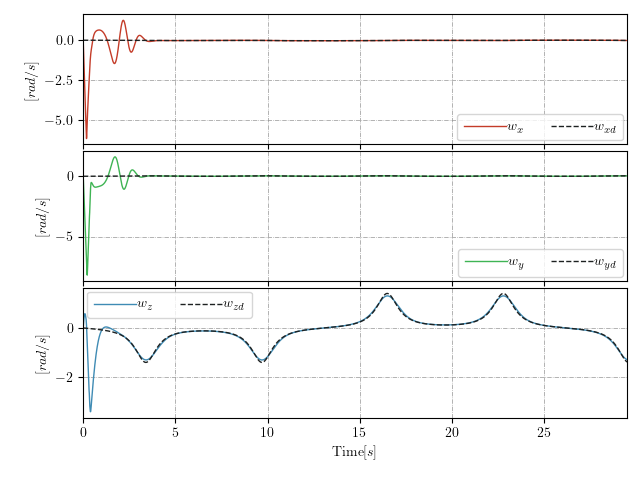 0.0
−2.5
−5.0
[rad/s]
w_x w_xd
0
−5
[rad/s]
w_y w_yd
w_z w_zd
0
−2
[rad/s]
0 5 10 15 20 25
Time[s]